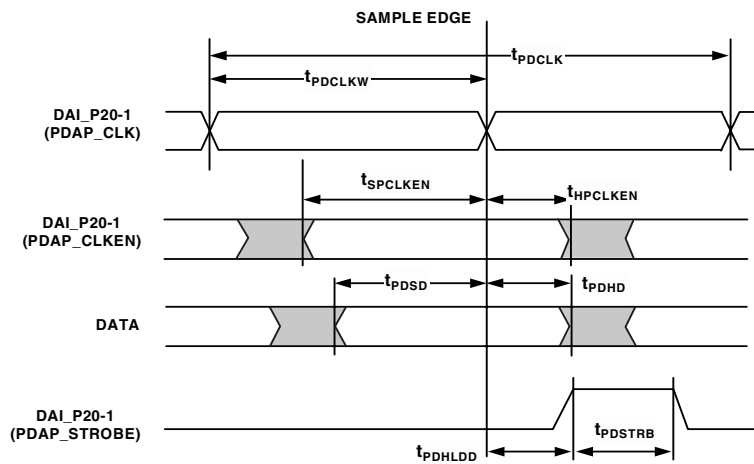 SAMPLE EDGE
tPDCLK
tPDCLKW
DAI_P20-1
(PDAP_CLK)
tSPCLKEN
tHPCLKEN
DAI_P20-1
(PDAP_CLKEN)
tPDSD
tPDHD
DATA
DAI_P20-1
(PDAP_STROBE)
tPDSTRB
tPDHLDD